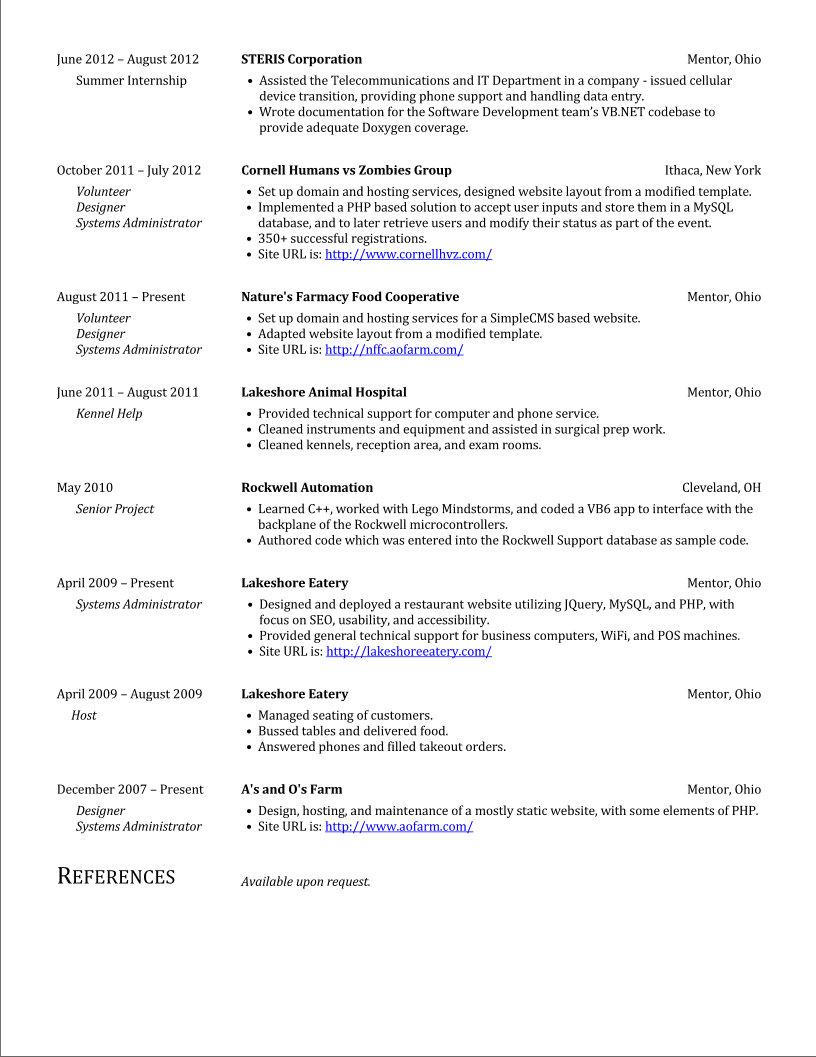 June 2012 – August 2012 STERIS Corporation Mentor, Ohio
Summer Internship • Assisted the Telecommunications and IT Department in a company - issued cellular
device transition, providing phone support and handling data entry.
• Wrote documentation for the Software Development team’s VB.NET codebase to
provide adequate Doxygen coverage.
October 2011 – July 2012 Cornell Humans vs Zombies Group Ithaca, New York
Volunteer • Set up domain and hosting services, designed website layout from a modified template.
Designer • Implemented a PHP based solution to accept user inputs and store them in a MySQL
Systems Administrator database, and to later retrieve users and modify their status as part of the event.
• 350+ successful registrations.
• Site URL is: http://www.cornellhvz.com/
August 2011 – Present Nature's Farmacy Food Cooperative Mentor, Ohio
Volunteer • Set up domain and hosting services for a SimpleCMS based website.
Designer • Adapted website layout from a modified template.
Systems Administrator • Site URL is: http://nffc.aofarm.com/
June 2011 – August 2011 Lakeshore Animal Hospital Mentor, Ohio
Kennel Help • Provided technical support for computer and phone service.
• Cleaned instruments and equipment and assisted in surgical prep work.
• Cleaned kennels, reception area, and exam rooms.
May 2010 Rockwell Automation Cleveland, OH
Senior Project • Learned C++, worked with Lego Mindstorms, and coded a VB6 app to interface with the
backplane of the Rockwell microcontrollers.
• Authored code which was entered into the Rockwell Support database as sample code.
April 2009 – Present Lakeshore Eatery Mentor, Ohio
Systems Administrator • Designed and deployed a restaurant website utilizing JQuery, MySQL, and PHP, with
focus on SEO, usability, and accessibility.
• Provided general technical support for business computers, WiFi, and POS machines.
• Site URL is: http://lakeshoreeatery.com/
April 2009 – August 2009 Lakeshore Eatery Mentor, Ohio
Host • Managed seating of customers.
• Bussed tables and delivered food.
• Answered phones and filled takeout orders.
December 2007 – Present A's and O's Farm Mentor, Ohio
Designer • Design, hosting, and maintenance of a mostly static website, with some elements of PHP.
Systems Administrator • Site URL is: http://www.aofarm.com/
REFERENCES Available upon request.